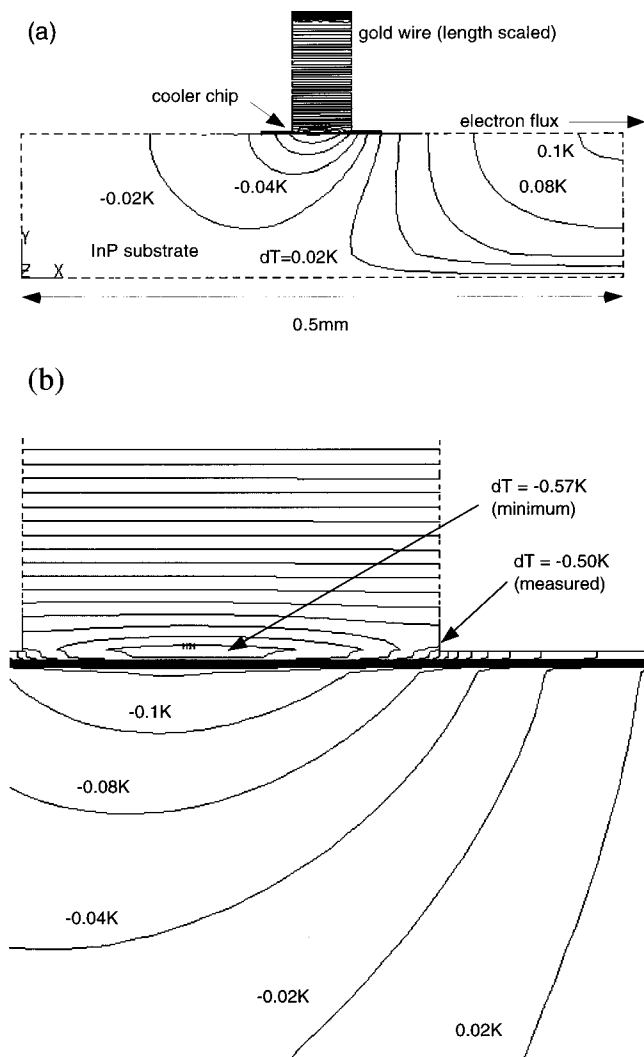 (a)
gold wire (length scaled)
cooler chip
electron flux
0.1K
-0.02K
-0.04K
0.08K
Y
InP substrate
dT=0.02K
Z X
0.5mm
(b)
dT = -0.57K
(minimum)
dT = -0.50K
(measured)
-0.1K
-0.08K
-0.04K
-0.02K
0.02K